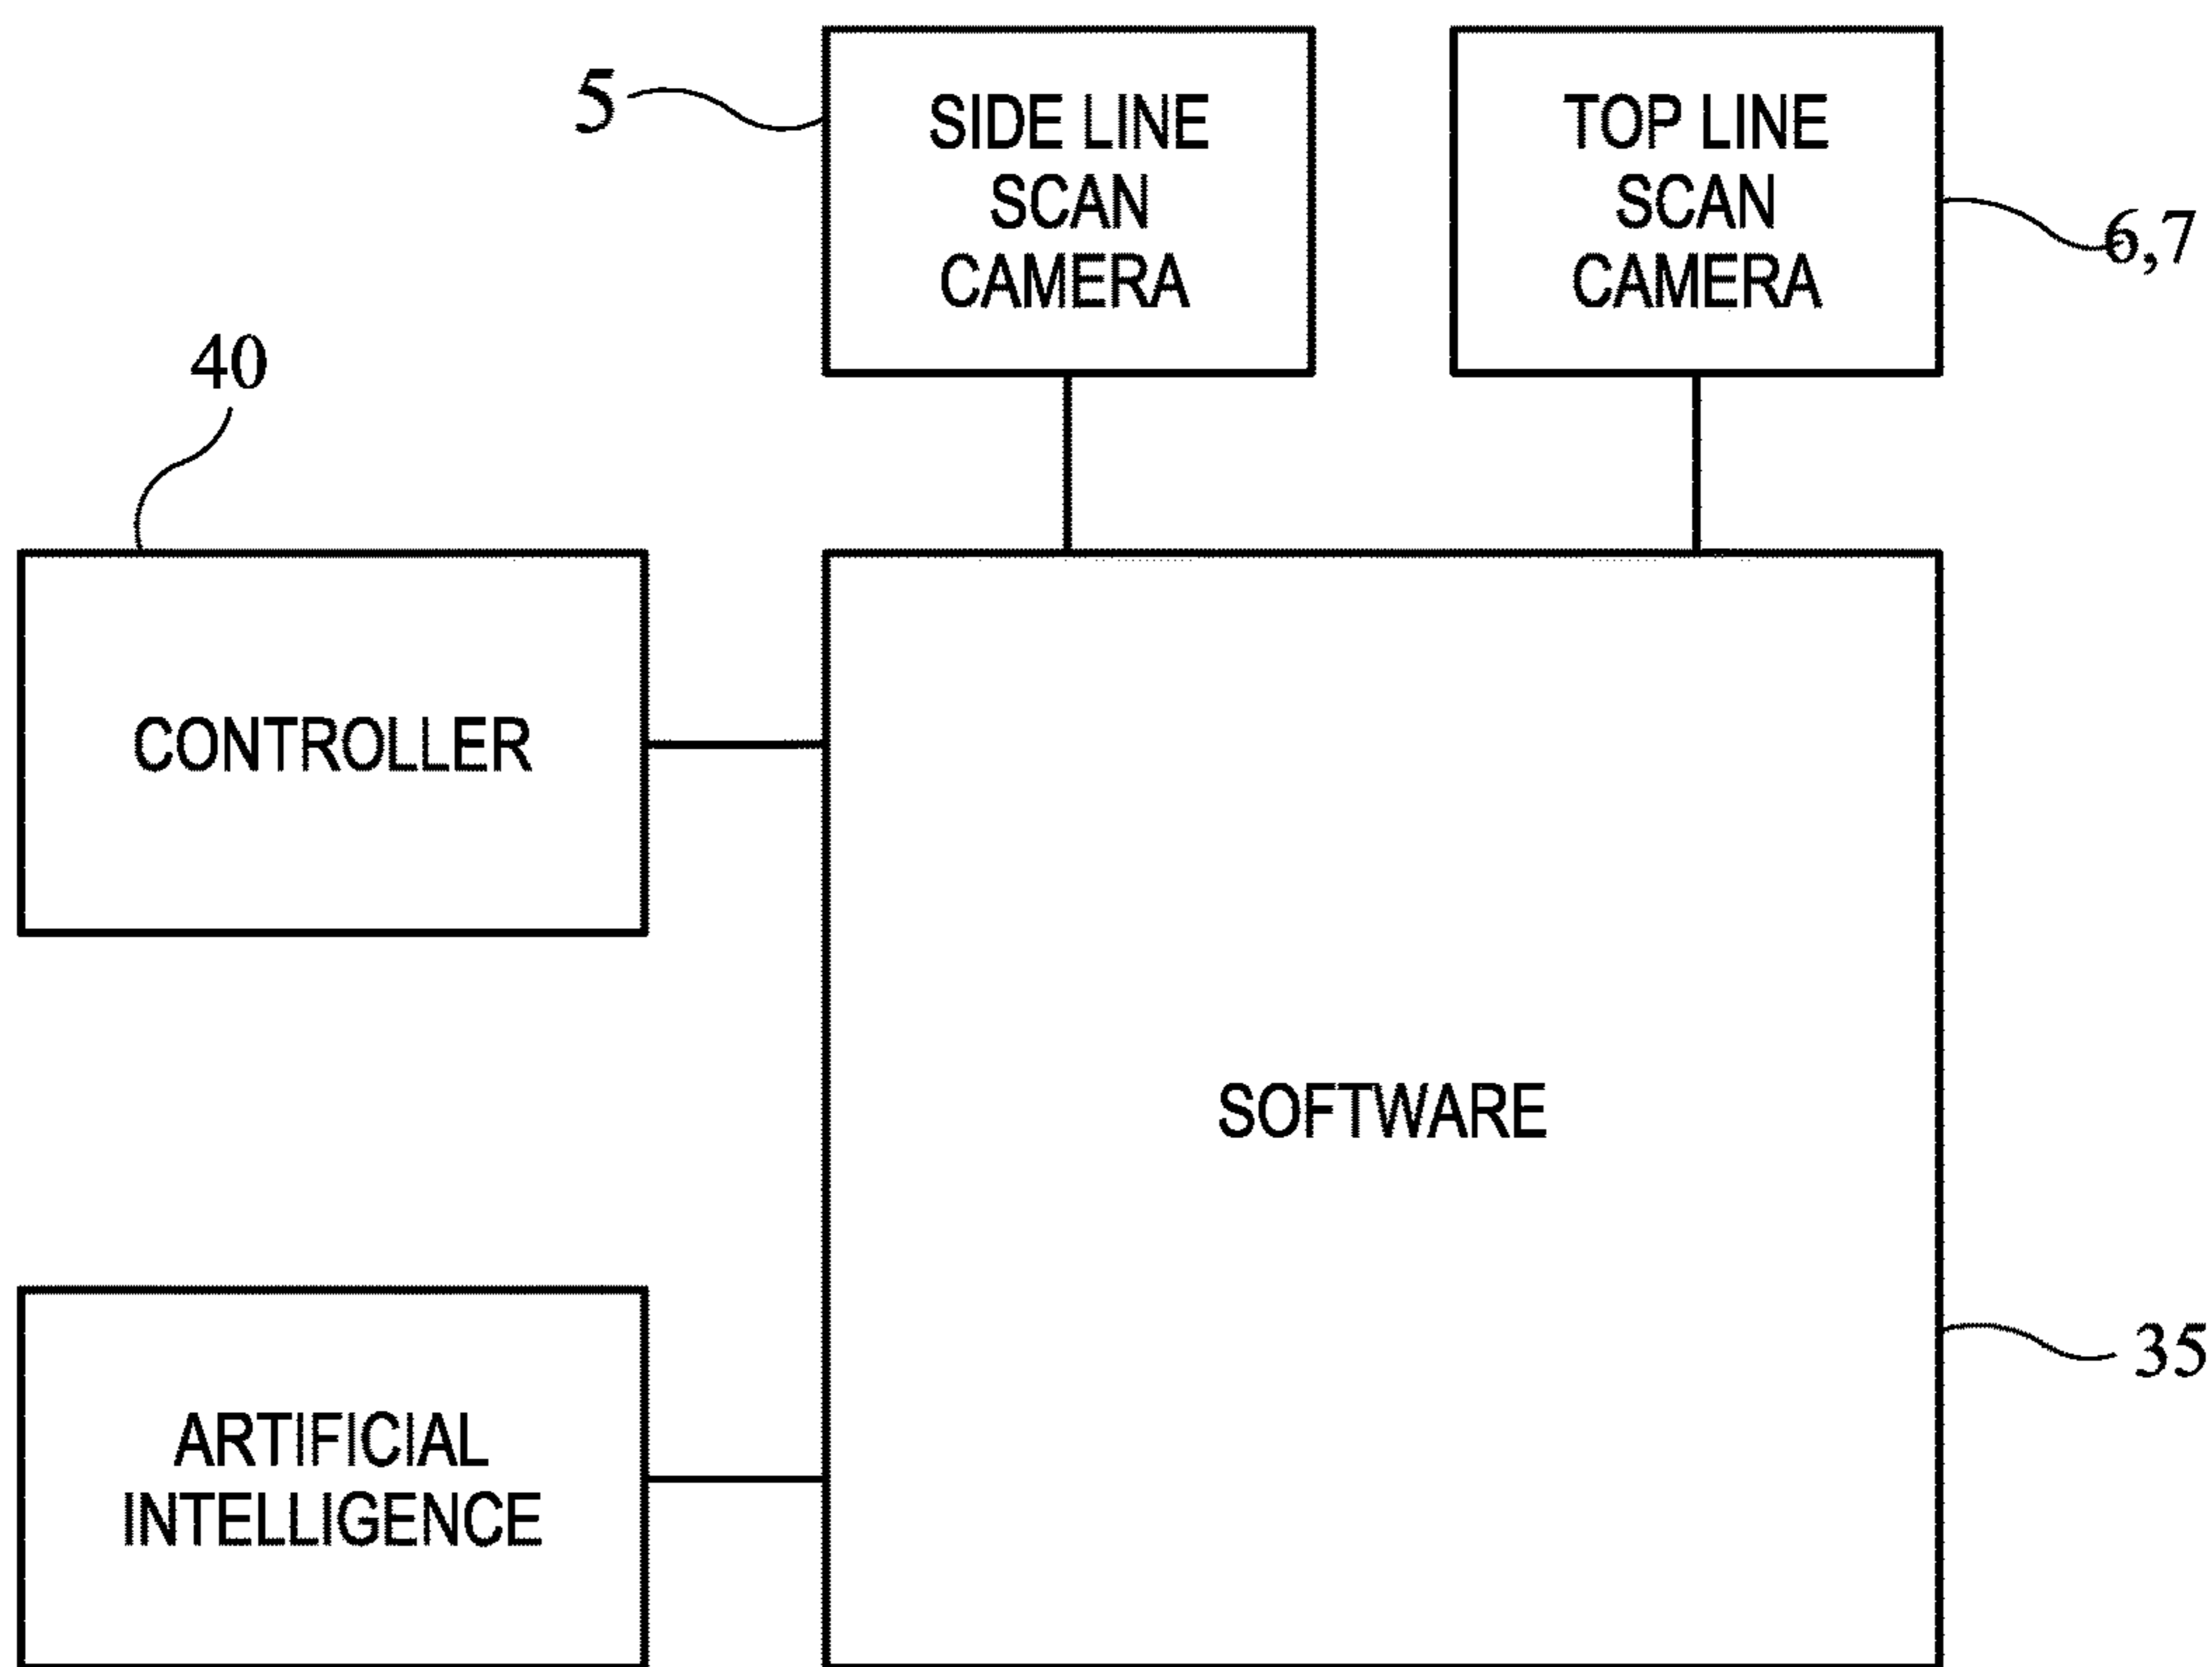 5
SIDE LINE
SCAN
CAMERA
TOP LINE
SCAN
CAMERA
6,7
40
CONTROLLER
SOFTWARE
35
ARTIFICIAL
INTELLIGENCE